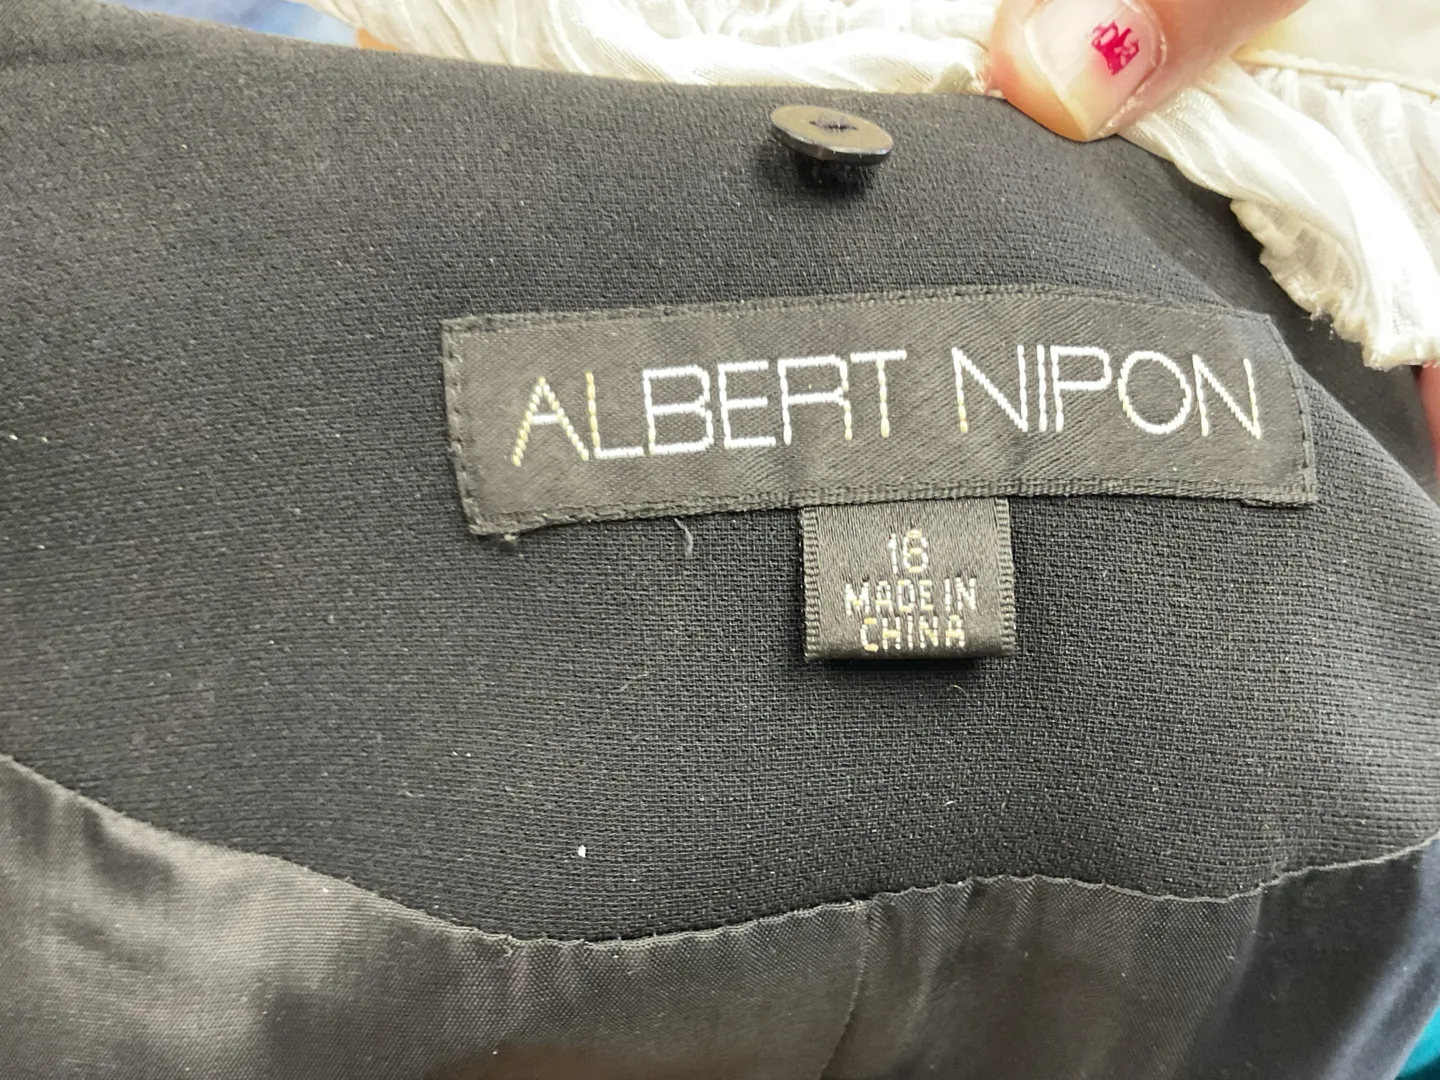 ALBERT NIPON
16
MADE IN
CHINA